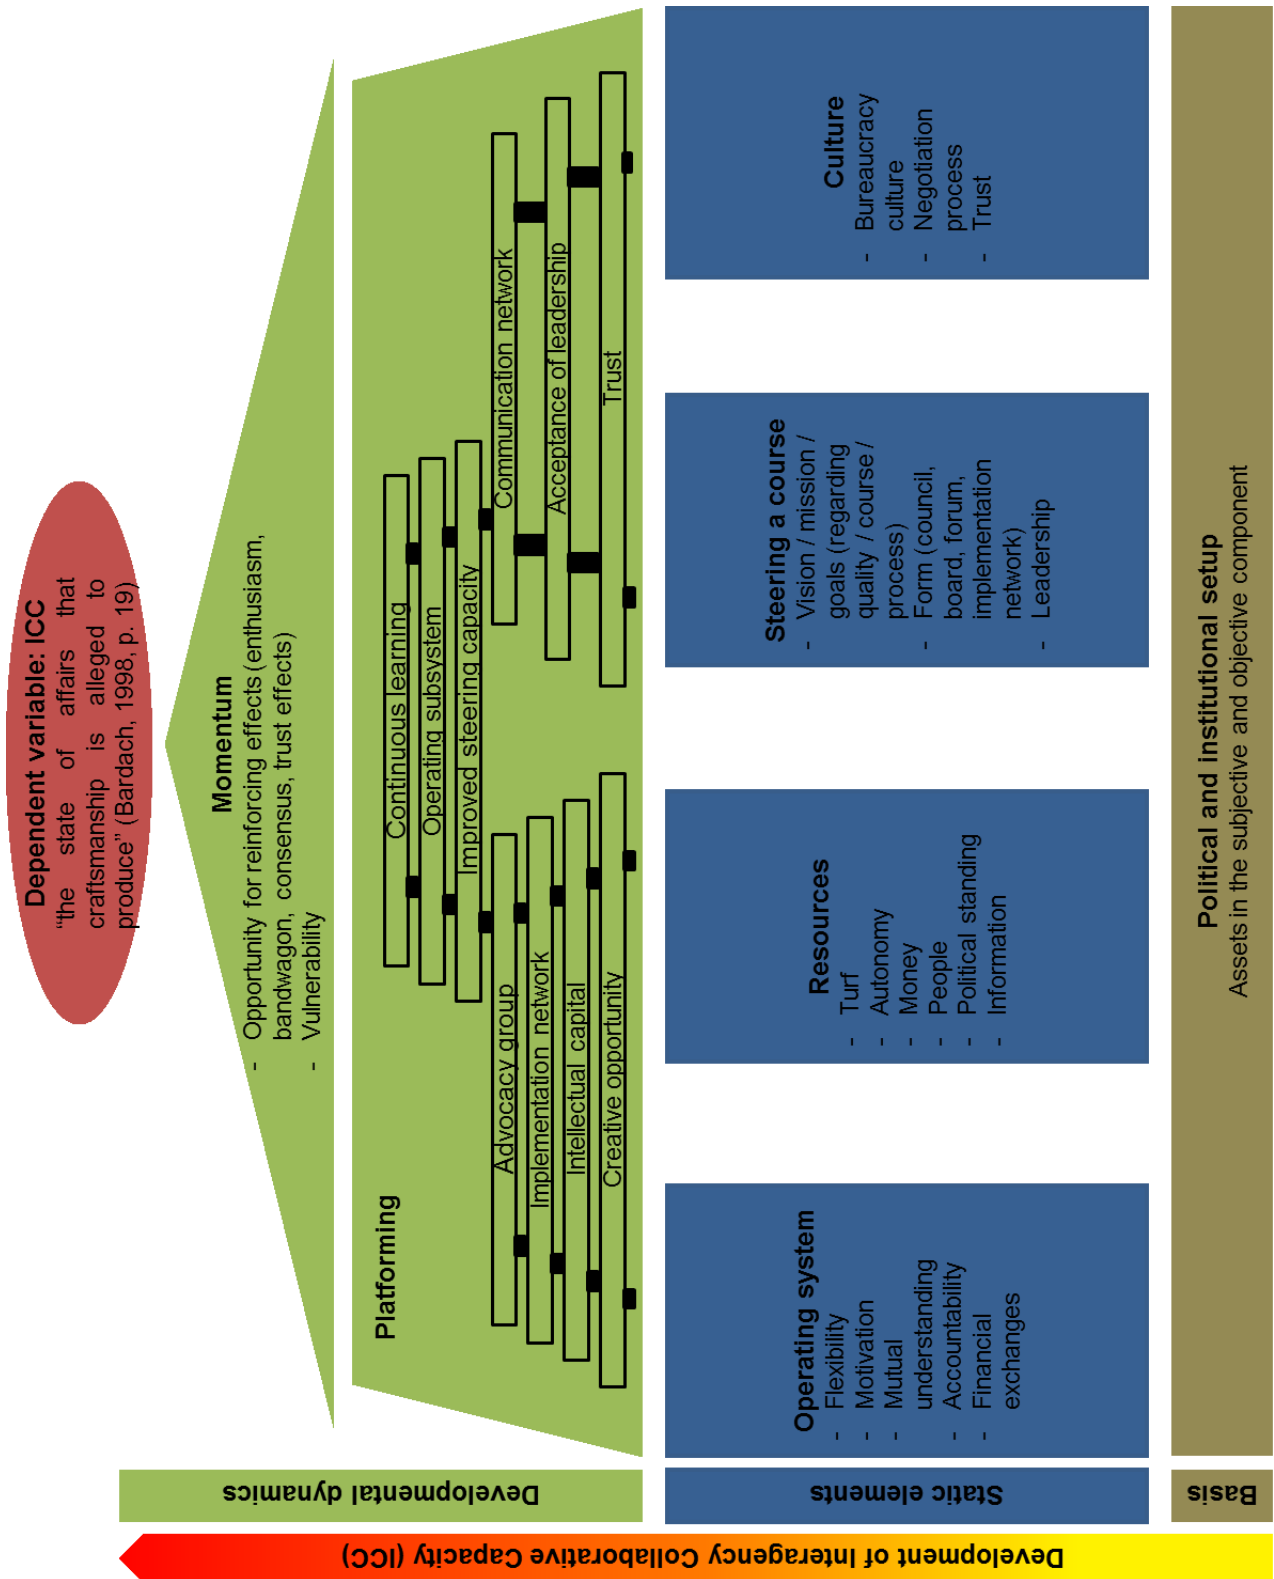 Dependent variable: ICC
“the state of affairs that
craftsmanship is alleged to
produce” (Bardach, 1998, p. 19)
Momentum
- Opportunity for reinforcing effects (enthusiasm,
bandwagon, consensus, trust effects)
- Vulnerability
Platforming
Continuous learning
Operating subsystem
Improved steering capacity
Advocacy group
Implementation network
Intellectual capital
Creative opportunity
Communication network
Acceptance of leadership
Trust
Operating system
- Flexibility
- Motivation
- Mutual
understanding
- Accountability
- Financial
exchanges
Resources
- Turf
- Autonomy
- Money
- People
- Political standing
- Information
Steering a course
- Vision / mission /
goals (regarding
quality / course /
process)
- Form (council,
board, forum,
implementation
network)
- Leadership
Culture
- Bureaucracy
culture
- Negotiation
process
- Trust
Political and institutional setup
Assets in the subjective and objective component
Developmental dynamics
Static elements
Basis
Development of Interagency Collaborative Capacity (ICC)